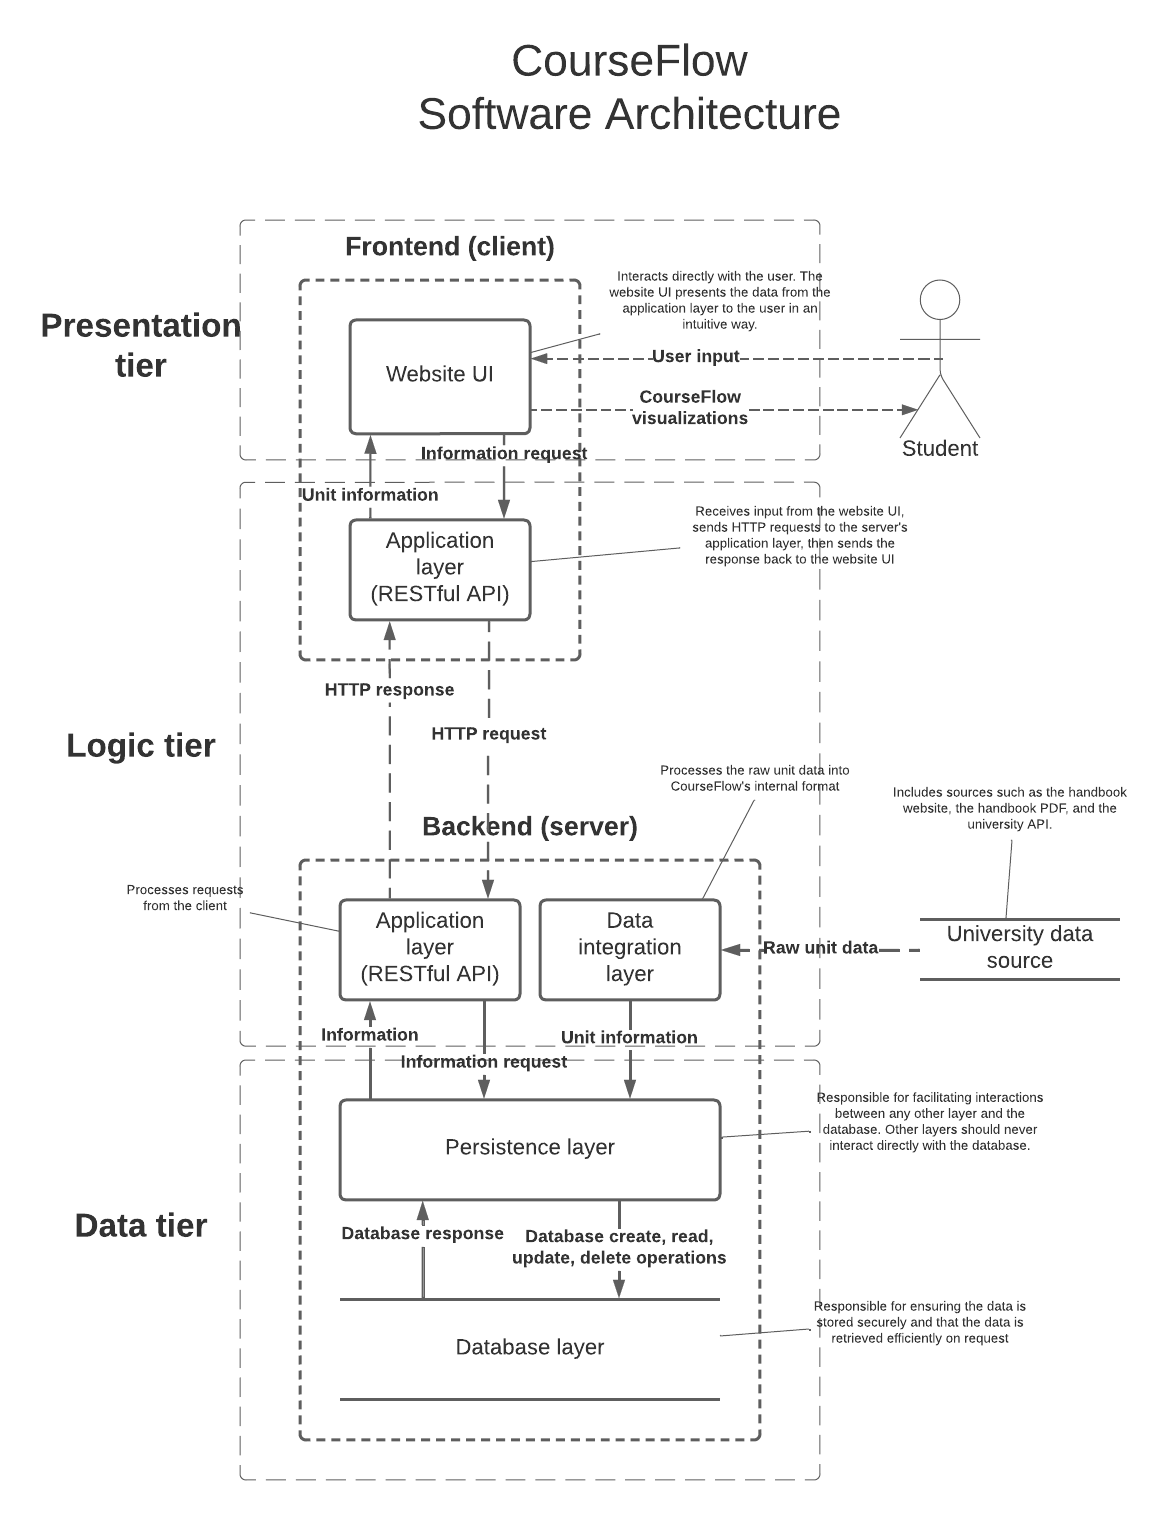 CourseFlow
Software Architecture
Frontend (client)
Presentation
tier
Interacts directly with the user. The
website UI presents the data from the
application layer to the user in an
intuitive way.
Website UI
User input
CourseFlow
visualizations
Student
Information request
Unit information
Receives input from the website UI,
sends HTTP requests to the server's
application layer, then sends the
response back to the website UI
Application
layer
(RESTful API)
HTTP response
HTTP request
Logic tier
Processes the raw unit data into
CourseFlow's internal format
Includes sources such as the handbook
website, the handbook PDF, and the
university API.
Backend (server)
Processes requests
from the client
Application
layer
(RESTful API)
Data
integration
layer
Raw unit data
University data
source
Information
Unit information
Information request
Responsible for facilitating interactions
between any other layer and the
database. Other layers should never
interact directly with the database.
Persistence layer
Data tier
Database response
Database create, read,
update, delete operations
Responsible for ensuring the data is
stored securely and that the data is
retrieved efficiently on request
Database layer